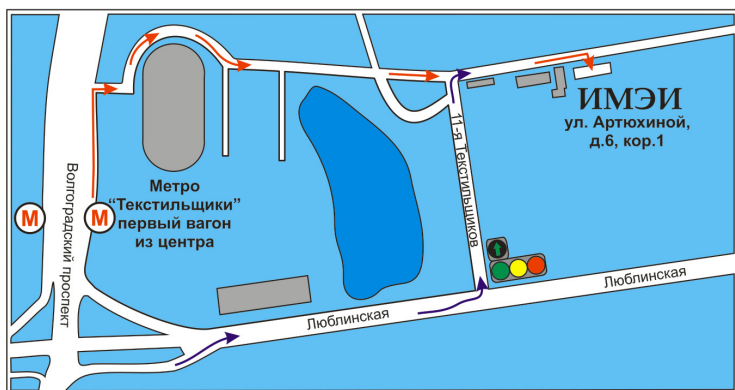 ИМЭИ
ул. Артюхиной,
д.6, кор.1
11-я Текстильщиков
Волгоградский проспект
Метро
“Текстильщики”
первый вагон
из центра
М
М
Люблинская
Люблинская